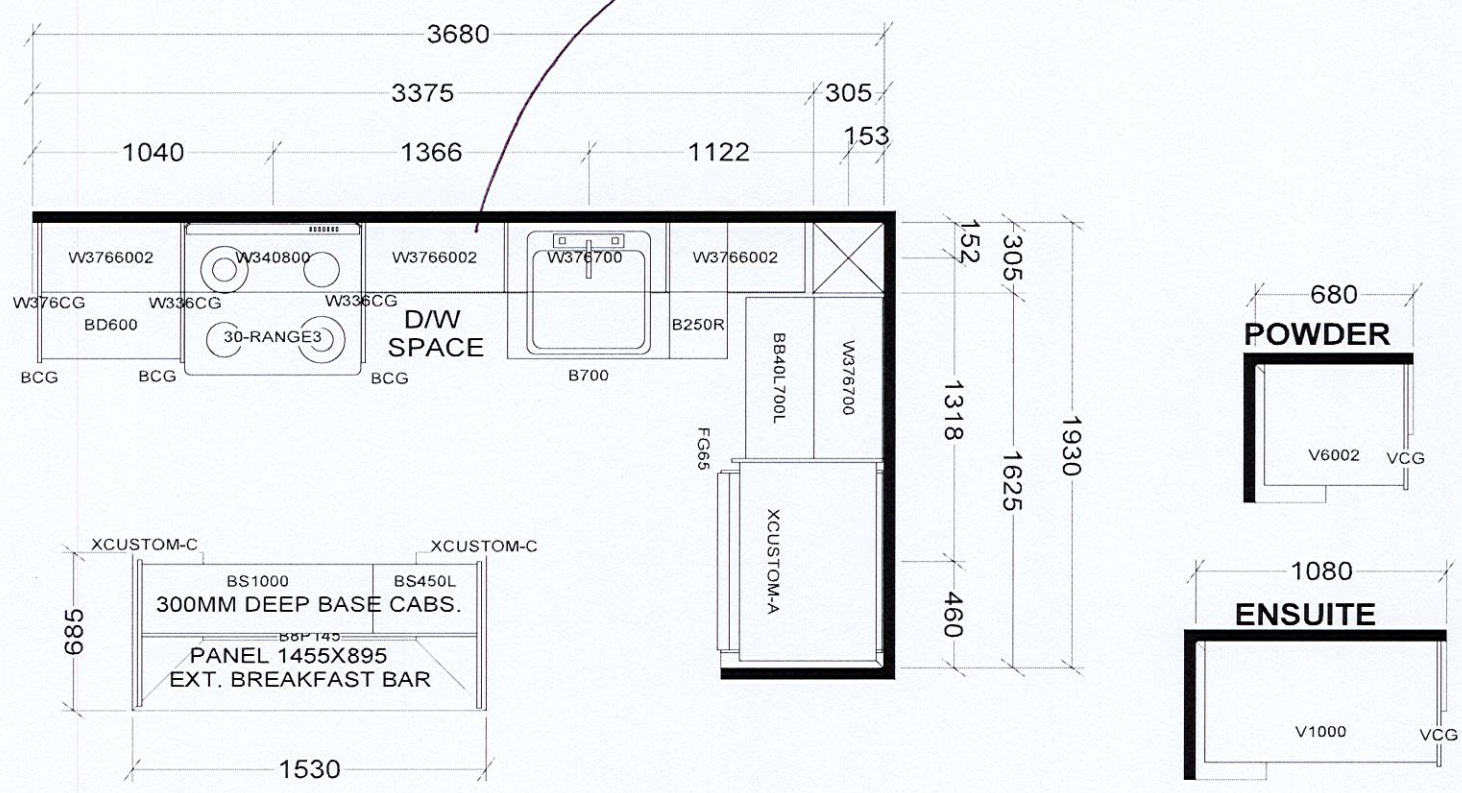 3680
3375
305
1040
1366
1122
153
W3766002
W340800
W3766002
W376700
W3766002
152
305
W376CG
W336CG
W336CG
BD600
30-RANGE3
D/W
SPACE
B250R
BCG
BCG
BCG
B700
BB40L700L
W376700
FG65
XCUSTOM-A
1318
460
1625
1930
XCUSTOM-C
XCUSTOM-C
BS1000
BS450L
300MM DEEP BASE CABS.
PANEL 1455X895
EXT. BREAKFAST BAR
685
1530
680
POWDER
V6002
VCG
1080
ENSUITE
V1000
VCG